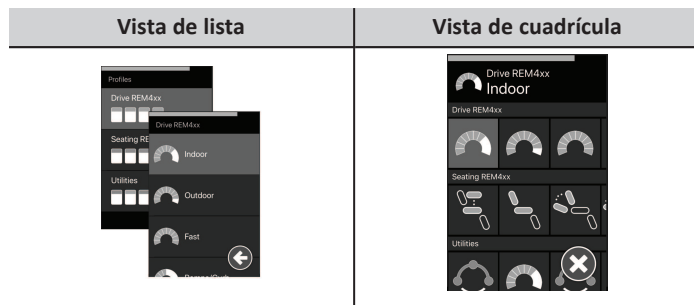 Vista de lista
Vista de cuadrícula
Profiles
Drive REM4xx
Seating RE
Utilities
Drive REM4xx
Indoor
Outdoor
Fast
Drive REM4xx
Indoor
Drive REM4xx
Seating REM4xx
Utilities